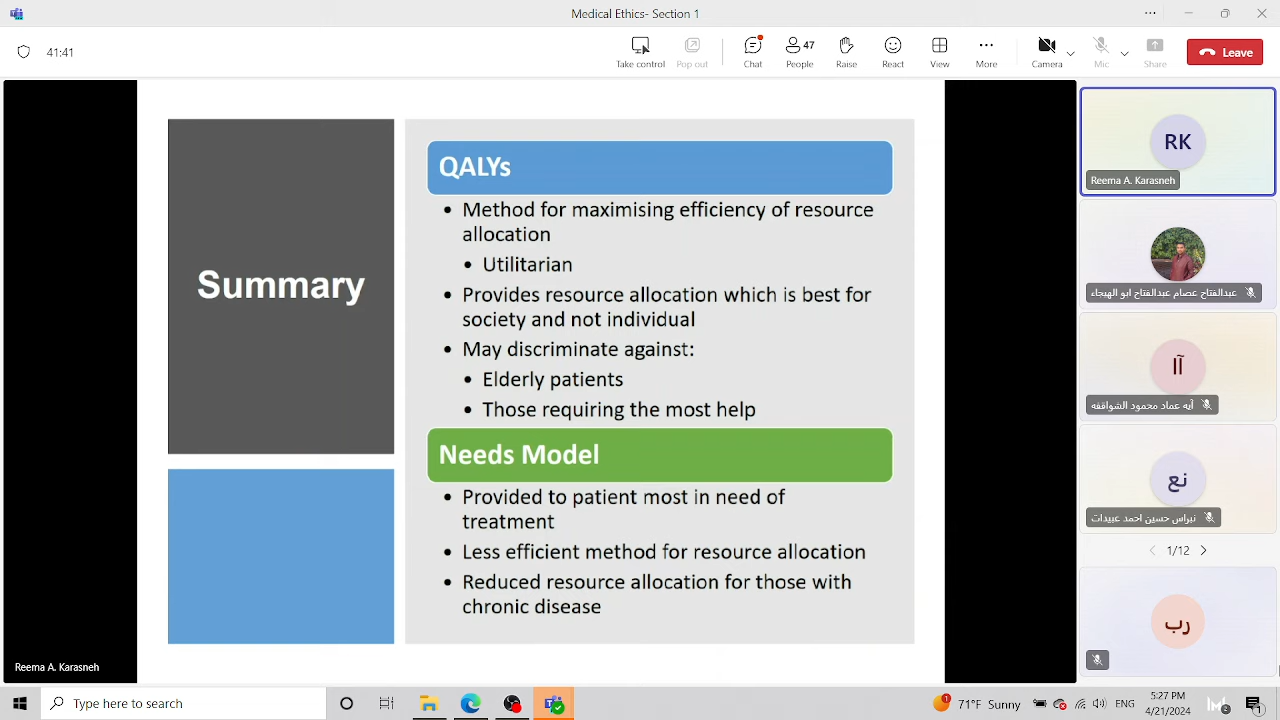 Medical Ethics- Section 1
41:41
Take control
Pop out
Chat
47
People
Raise
React
View
More
Camera
Mic
Share
Leave
Summary
QALYs
Method for maximising efficiency of resource
allocation
Utilitarian
Provides resource allocation which is best for
society and not individual
May discriminate against:
Elderly patients
Those requiring the most help
Needs Model
Provided to patient most in need of
treatment
Less efficient method for resource allocation
Reduced resource allocation for those with
chronic disease
Reema A. Karasneh
RK
Reema A. Karasneh
عبدالفتاح عصام عبدالفتاح ابو الهيجاء
آا
آيه عماد محمود الشواقفه
نع
نبراس حسين احمد عبيدات
1/12
رب
Type here to search
1
71°F Sunny
ENG
5:27 PM
4/21/2024
2
1